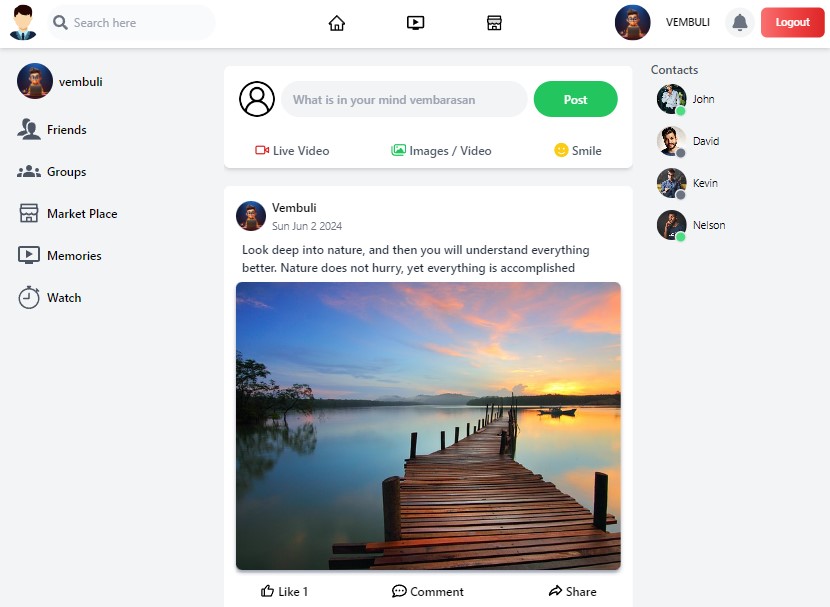 Search here
VEMBULI
Logout
vembuli
Friends
Groups
Market Place
Memories
Watch
What is in your mind vembarasan
Post
Live Video
Images / Video
Smile
Vembuli
Sun Jun 2 2024
Look deep into nature, and then you will understand everything
better. Nature does not hurry, yet everything is accomplished
Like 1
Comment
Share
Contacts
John
David
Kevin
Nelson